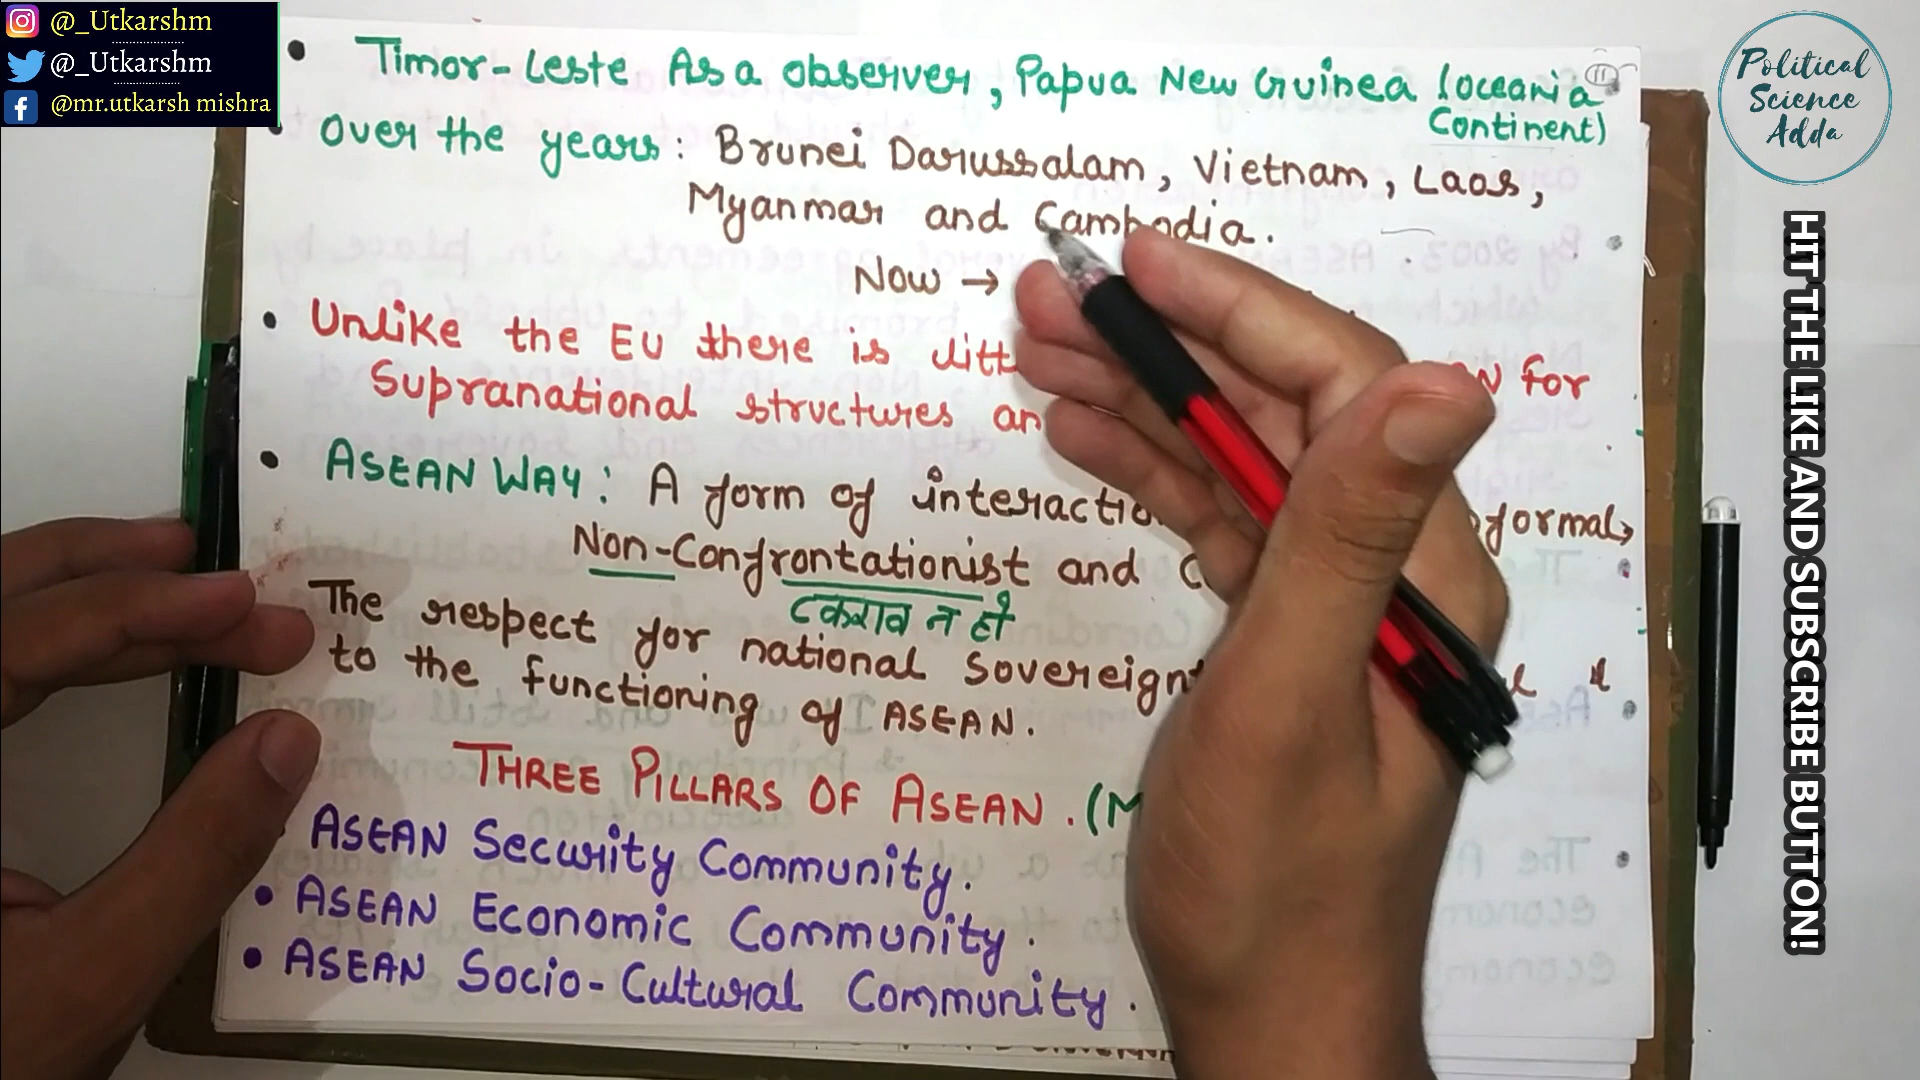 @_Utkarshm
@_Utkarshm
@mr.utkarsh mishra
Political
Science
Adda
HIT THE LIKE AND SUBSCRIBE BUTTON!
11
• Timor-Leste As a observer, Papua New Guinea (oceania
Continent)
• Over the years: Brunei Darussalam, Vietnam, Laos,
Myanmar and Cambodia.
Now →
• Unlike the EU there is for
Supranational structures
• ASEAN WAY: A form of
Non-Confrontationist and
टकराव न हो
The respect for national
to the functioning of ASEAN.
THREE PILLARS OF ASEAN. (M
ASEAN Security Community.
• ASEAN Economic Community.
• ASEAN Socio-Cultural Community.